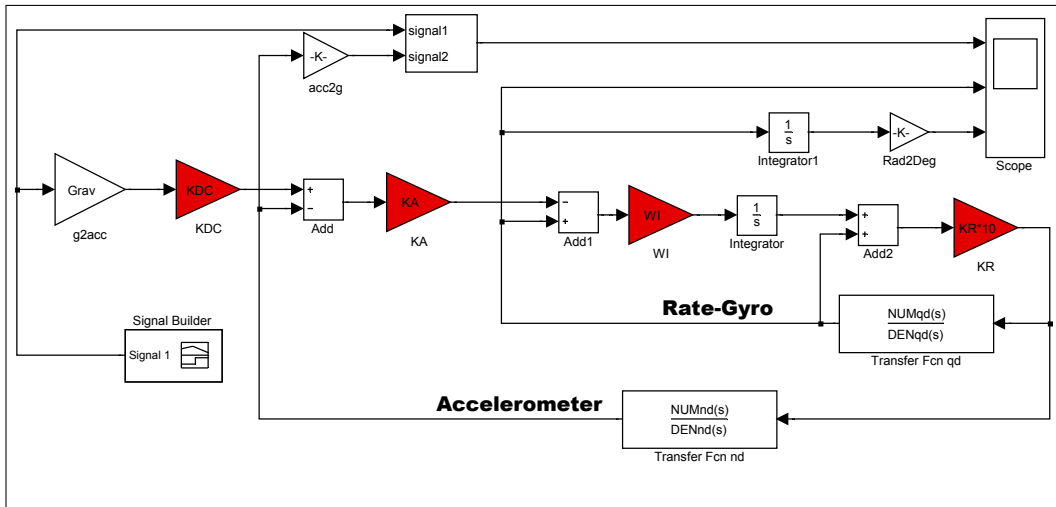 signal1
signal2
-K-
acc2g
1
s
Integrator1
-K-
Rad2Deg
Scope
Grav
g2acc
KDC
KDC
+
−
Add
KA
KA
−
+
Add1
WI
WI
1
s
Integrator
+
+
Add2
KR*10
KR
Rate-Gyro
NUMqd(s)
DENqd(s)
Transfer Fcn qd
Signal Builder
Signal 1
Accelerometer
NUMnd(s)
DENnd(s)
Transfer Fcn nd